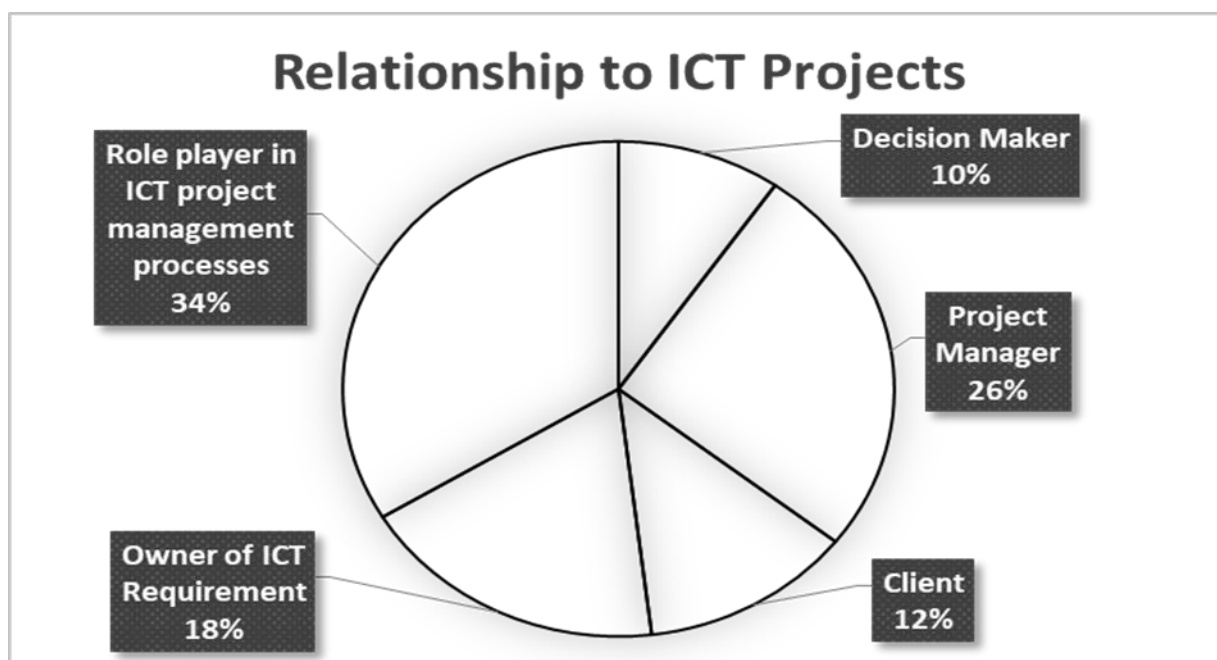 Relationship to ICT Projects
Role player in
ICT project
management
processes
34%
Decision Maker
10%
Project
Manager
26%
Owner of ICT
Requirement
18%
Client
12%